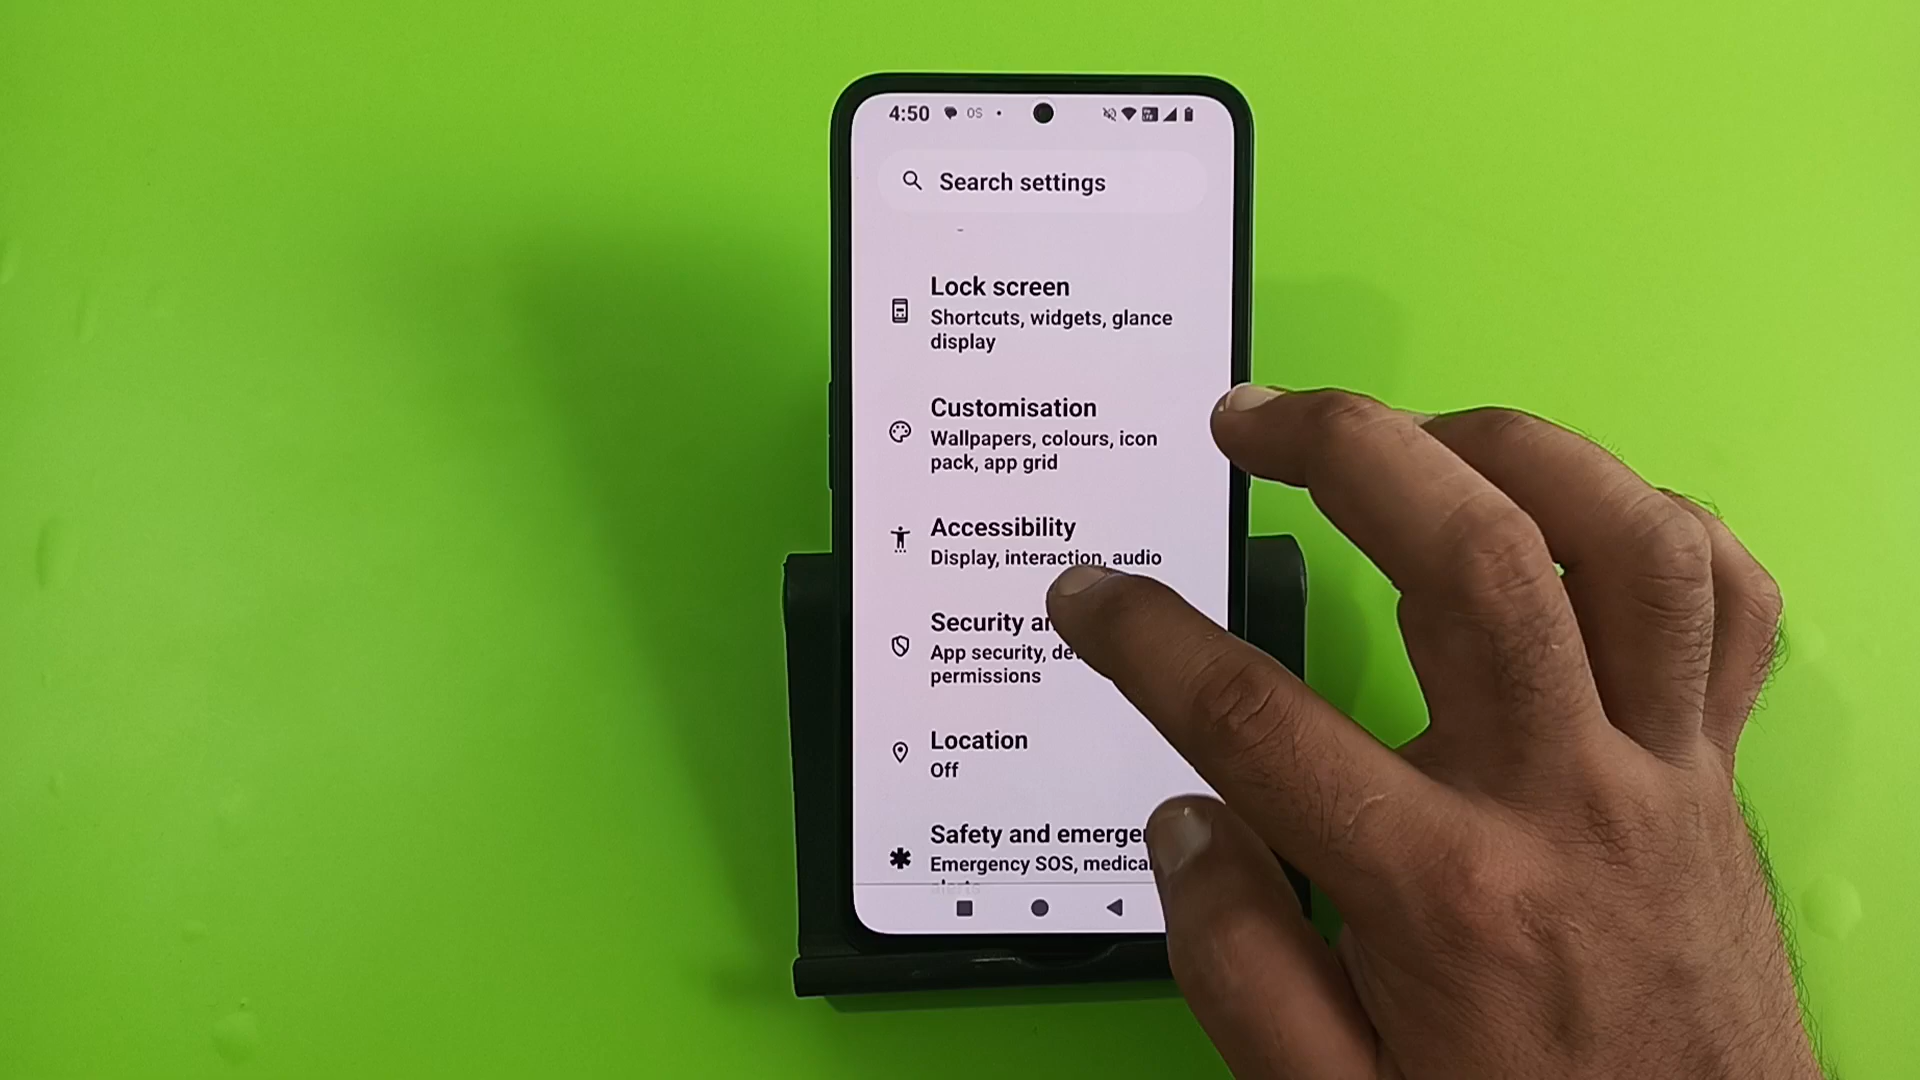 4:50 OS
Search settings
Lock screen
Shortcuts, widgets, glance
display
Customisation
Wallpapers, colours, icon
pack, app grid
Accessibility
Display, interaction, audio
Security
App security,
permissions
Location
Off
Safety and
Emergency SOS,